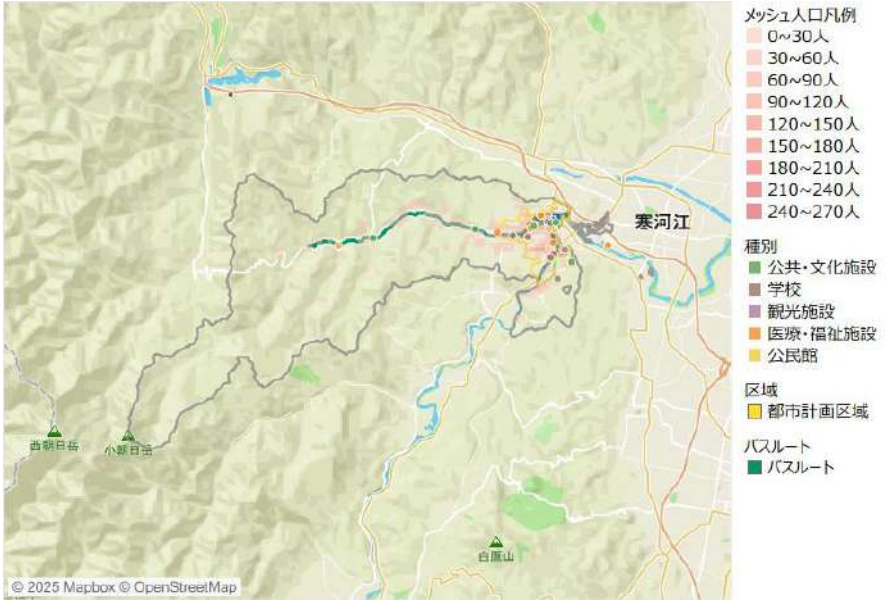 メッシュ人口凡例
0~30人
30~60人
60~90人
90~120人
120~150人
150~180人
180~210人
210~240人
240~270人
種別
公共・文化施設
学校
観光施設
医療・福祉施設
公民館
区域
都市計画区域
バスルート
バスルート
寒河江
西朝日岳
小朝日岳
白鷹山
© 2025 Mapbox © OpenStreetMap